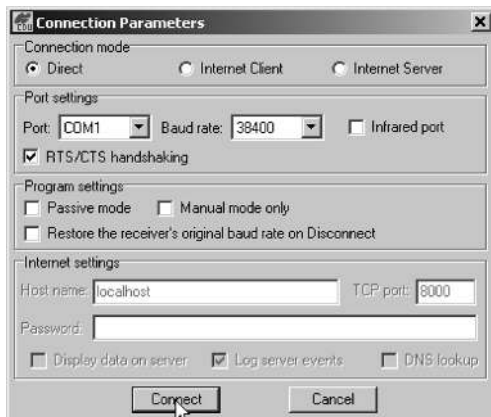 Connection Parameters
Connection mode
Direct Internet Client Internet Server
Port settings
Port: COM1 Baud rate: 38400 Infrared port
RTS/CTS handshaking
Program settings
Passive mode Manual mode only
Restore the receiver's original baud rate on Disconnect
Internet settings
Host name: localhost TCP port: 8000
Password:
Display data on server Log server events DNS lookup
Connect Cancel